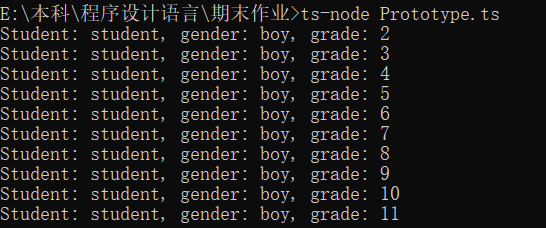 E:\本科\程序设计语言\期末作业>ts-node Prototype.ts
Student: student, gender: boy, grade: 2
Student: student, gender: boy, grade: 3
Student: student, gender: boy, grade: 4
Student: student, gender: boy, grade: 5
Student: student, gender: boy, grade: 6
Student: student, gender: boy, grade: 7
Student: student, gender: boy, grade: 8
Student: student, gender: boy, grade: 9
Student: student, gender: boy, grade: 10
Student: student, gender: boy, grade: 11